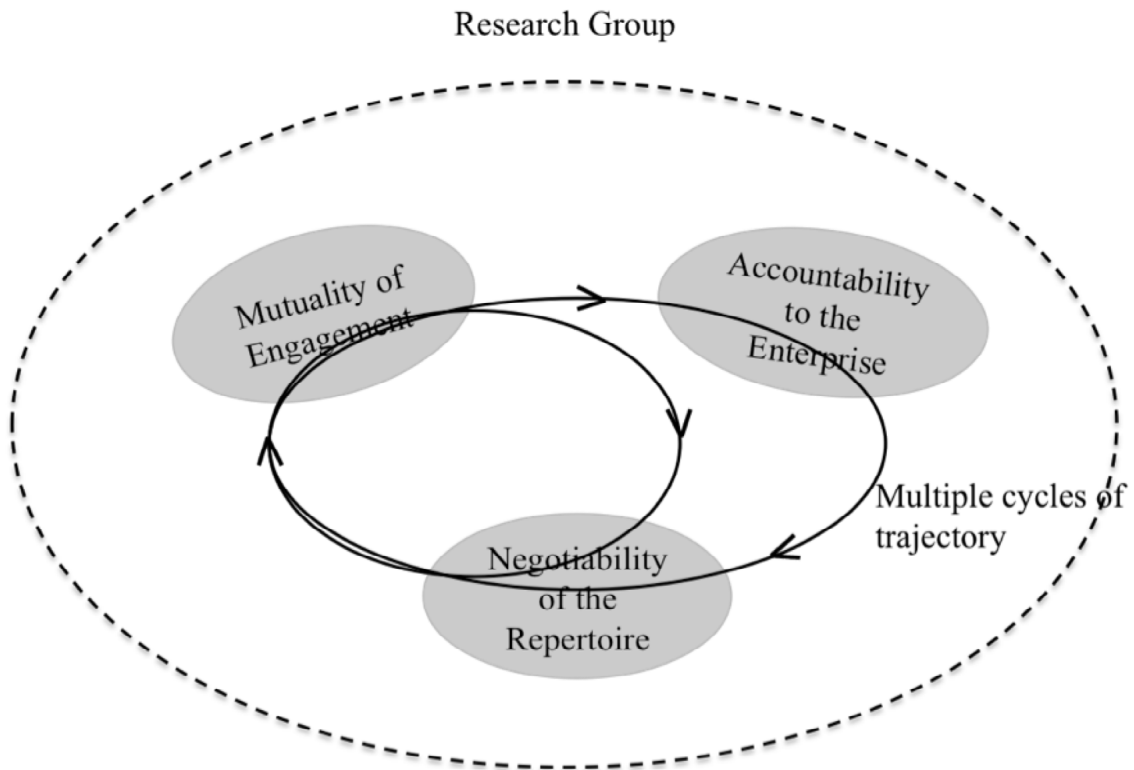 Research Group
Mutuality of
Engagement
Accountability
to the
Enterprise
Multiple cycles of
trajectory
Negotiability
of the
Repertoire